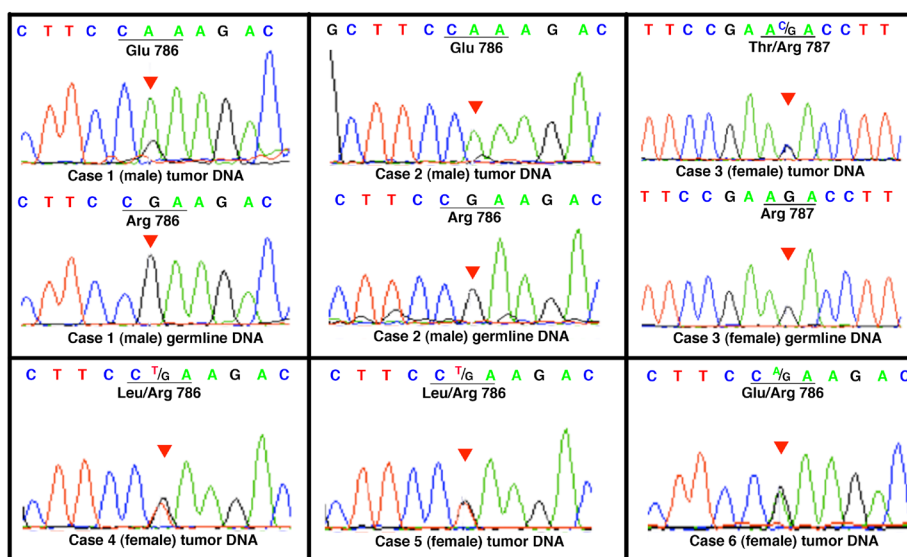 C T T C C A A A G A C
Glu 786
Case 1 (male) tumor DNA
C T T C C G A A G A C
Arg 786
Case 1 (male) germline DNA
G C T T C C A A A G A C
Glu 786
Case 2 (male) tumor DNA
C T T C C G A A G A C
Arg 786
Case 2 (male) germline DNA
T T C C G A A C/G A C C T T
Thr/Arg 787
Case 3 (female) tumor DNA
T T C C G A A G A C C T T
Arg 787
Case 3 (female) germline DNA
C T T C C T/G A A G A C
Leu/Arg 786
Case 4 (female) tumor DNA
C T T C C T/G A A G A C
Leu/Arg 786
Case 5 (female) tumor DNA
C T T C C A/G A A G A C
Glu/Arg 786
Case 6 (female) tumor DNA